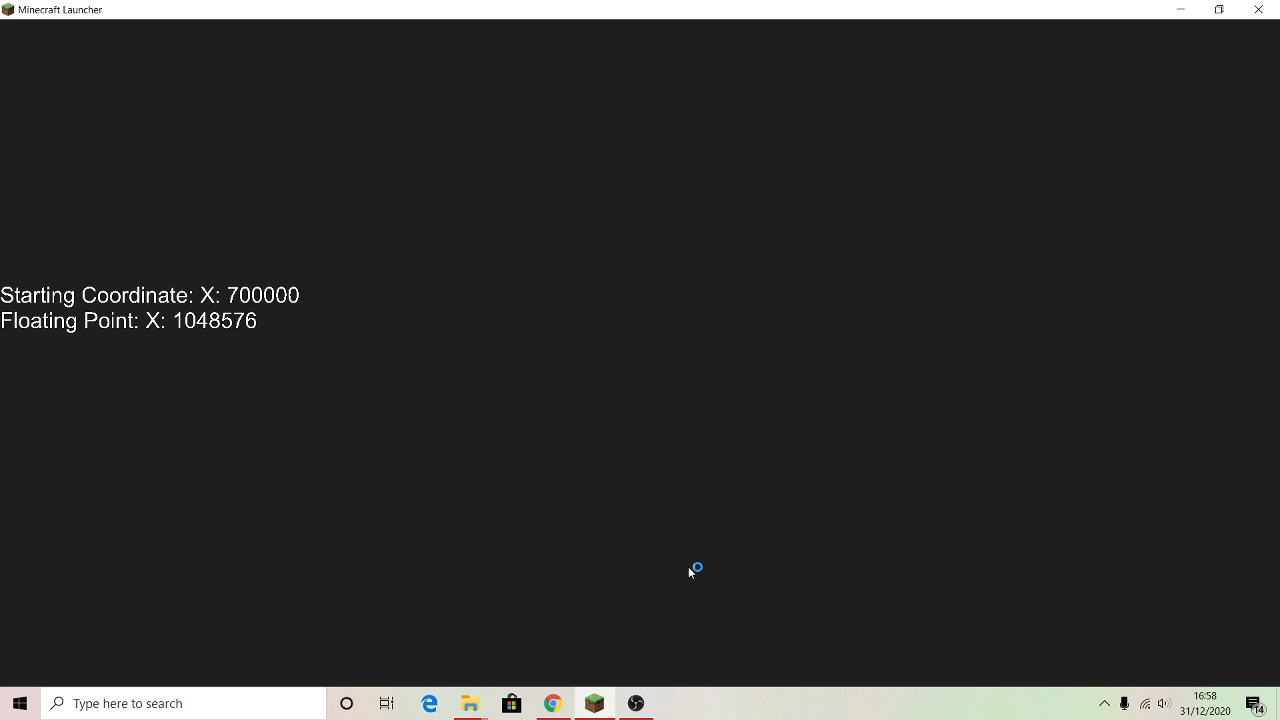 Minecraft Launcher
Starting Coordinate: X: 700000
Floating Point: X: 1048576
Type here to search
16:58
31/12/2020
14